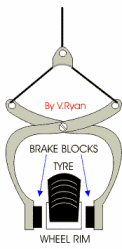 By V.Ryan
BRAKE BLOCKS
TYRE
WHEEL RIM